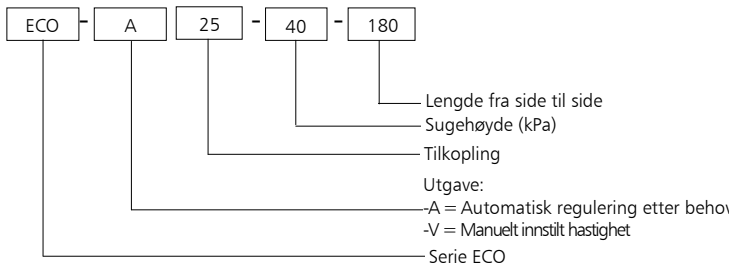 ECO - A 25 - 40 - 180
Lengde fra side til side
Sugehøyde (kPa)
Tilkopling
Utgave:
-A = Automatisk regulering etter
-V = Manuelt innstilt hastighet
Serie ECO